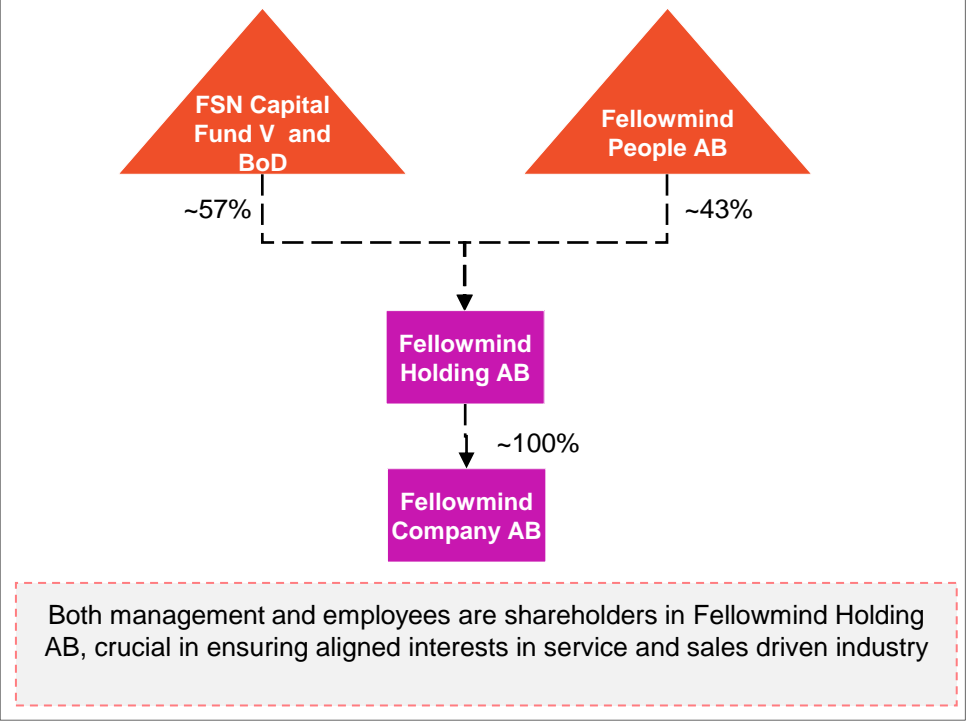 FSN Capital
Fund V and
BoD
Fellowmind
People AB
~57%
~43%
Fellowmind
Holding AB
~100%
Fellowmind
Company AB
Both management and employees are shareholders in Fellowmind Holding
AB, crucial in ensuring aligned interests in service and sales driven industry